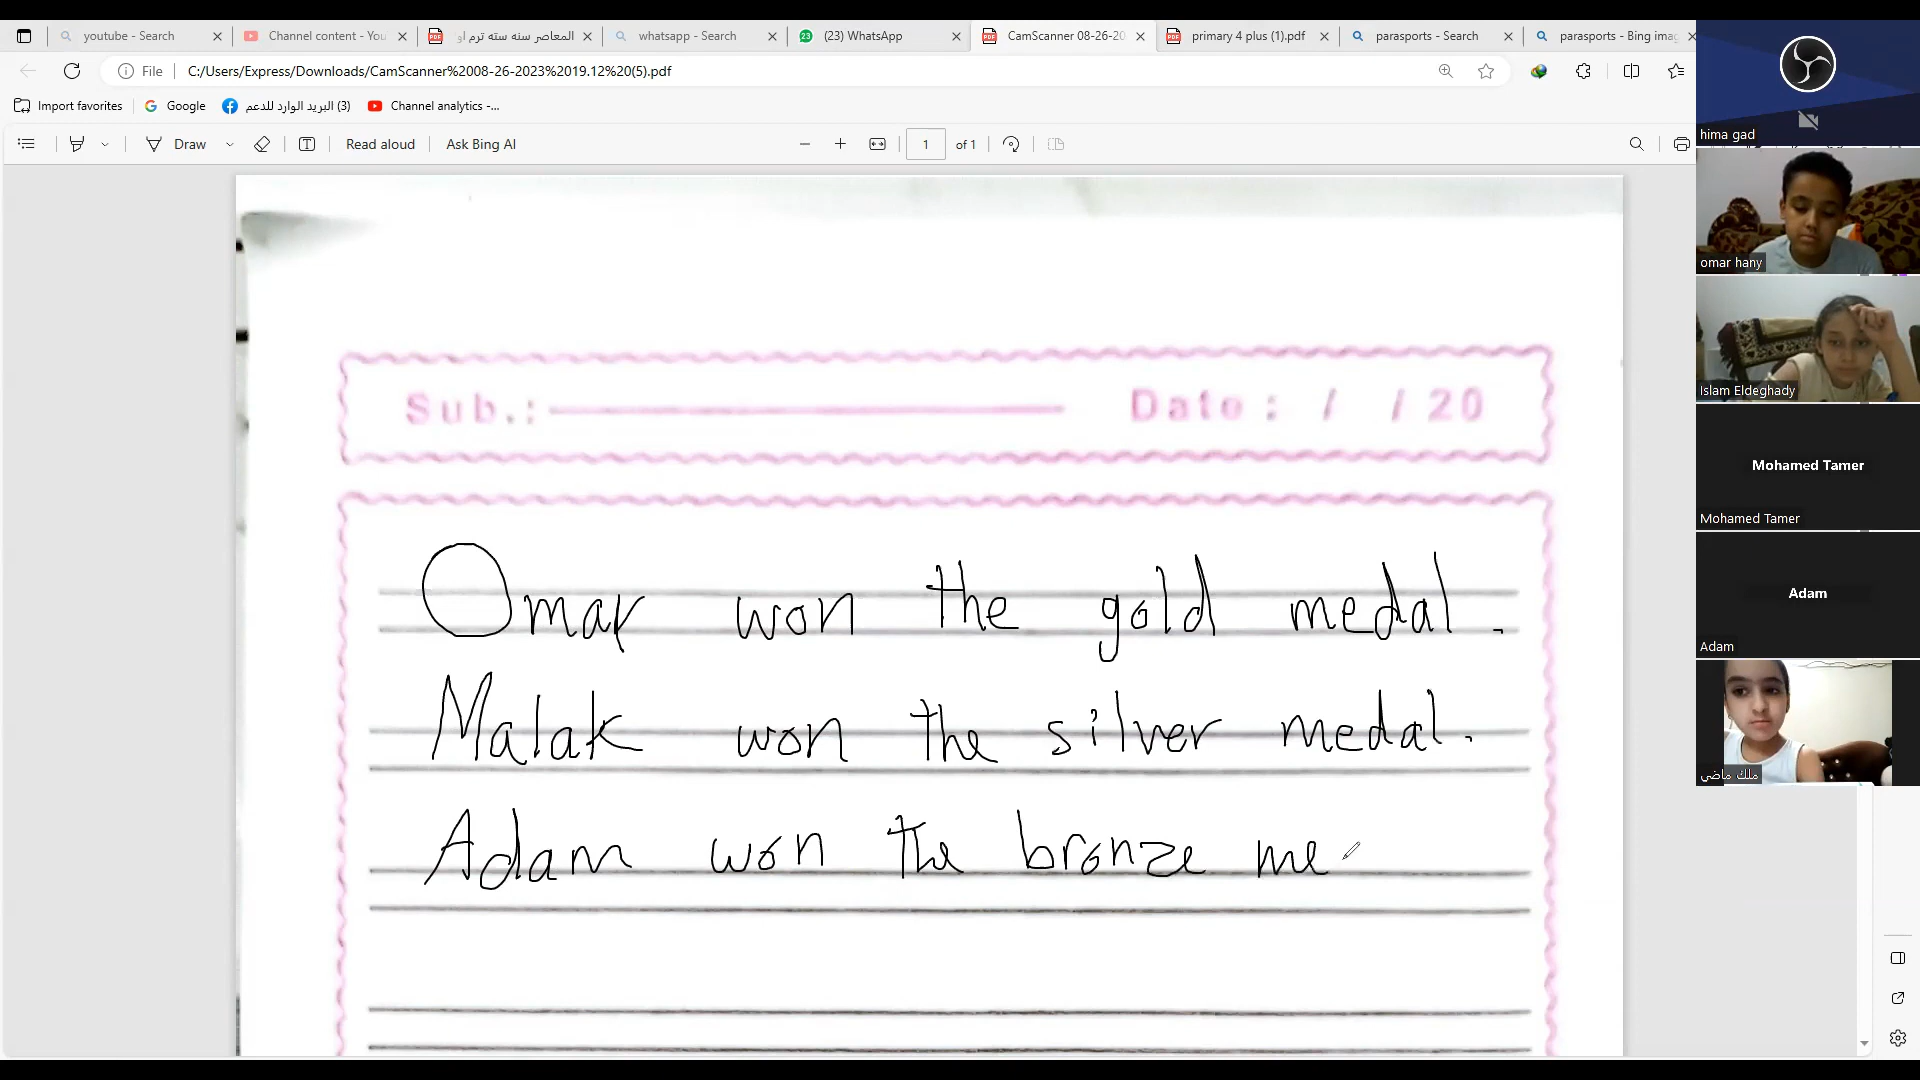 youtube - Search
Channel content - You
المعاصر سنه سته ترم او
whatsapp - Search
(23) WhatsApp
CamScanner 08-26-20
primary 4 plus (1).pdf
parasports - Search
parasports - Bing imag
File
C:/Users/Express/Downloads/CamScanner%2008-26-2023%2019.12%20(5).pdf
Import favorites
Google
(3) البريد الوارد للدعم
Channel analytics -...
Draw
Read aloud
Ask Bing AI
1 of 1
Sub.:
Date: / / 20
Omar won the gold medal.
Malak won the silver medal.
Adam won the bronze me
hima gad
omar hany
Islam Eldeghady
Mohamed Tamer
Mohamed Tamer
Adam
Adam
ملك ماضي